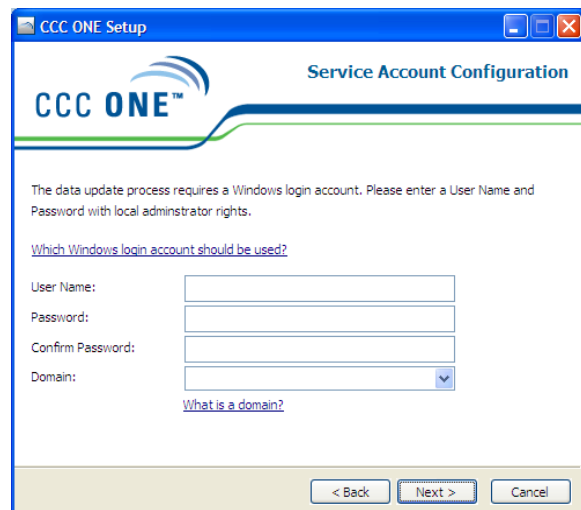 CCC ONE Setup
CCC ONE™
Service Account Configuration
The data update process requires a Windows login account. Please enter a User Name and
Password with local adminstrator rights.
Which Windows login account should be used?
User Name:
Password:
Confirm Password:
Domain:
What is a domain?
< Back
Next >
Cancel